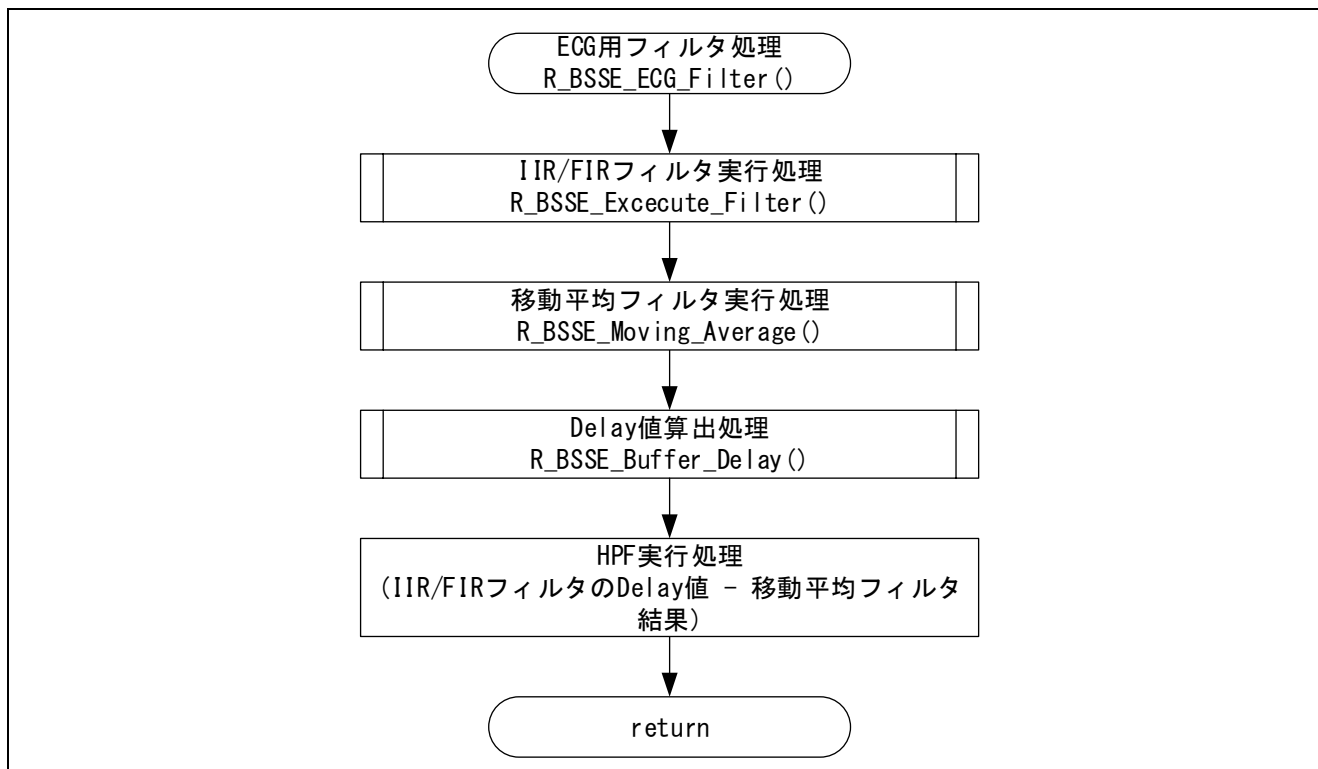 ECG用フィルタ処理
R_BSSE_ECG_Filter()
IIR/FIRフィルタ実行処理
R_BSSE_Excecute_Filter()
移動平均フィルタ実行処理
R_BSSE_Moving_Average()
Delay値算出処理
R_BSSE_Buffer_Delay()
HPF実行処理
(IIR/FIRフィルタのDelay値 - 移動平均フィルタ
結果)
return